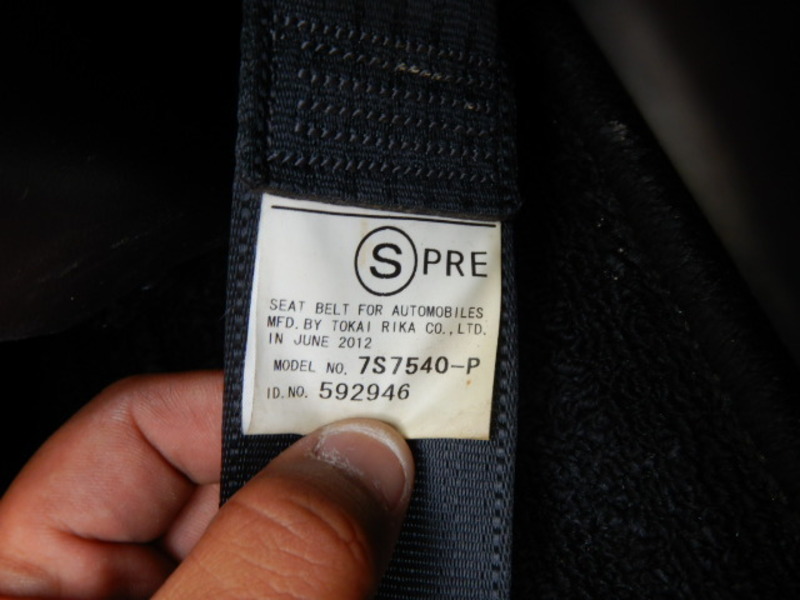 Ⓢ PRE
SEAT BELT FOR AUTOMOBILES
MFD. BY TOKAI RIKA CO., LTD.
IN JUNE 2012
MODEL NO. 7S7540-P
ID. NO. 592946